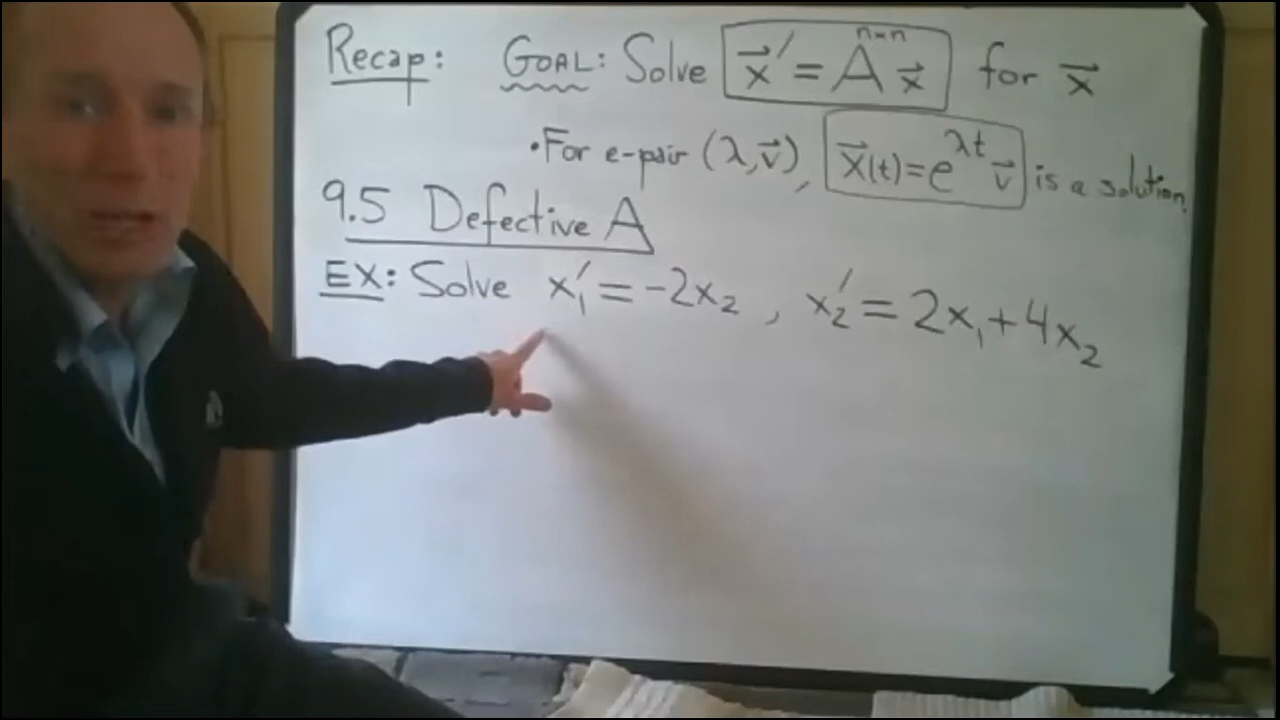 Recap: GOAL: Solve x⃗′ = Aⁿ⁼ⁿ x⃗ for x⃗
• For e-pair (λ, v⃗), x⃗(t) = e^{λt} v⃗ is a solution.
9.5 Defective A
EX: Solve x₁′ = -2x₂ , x₂′ = 2x₁ + 4x₂